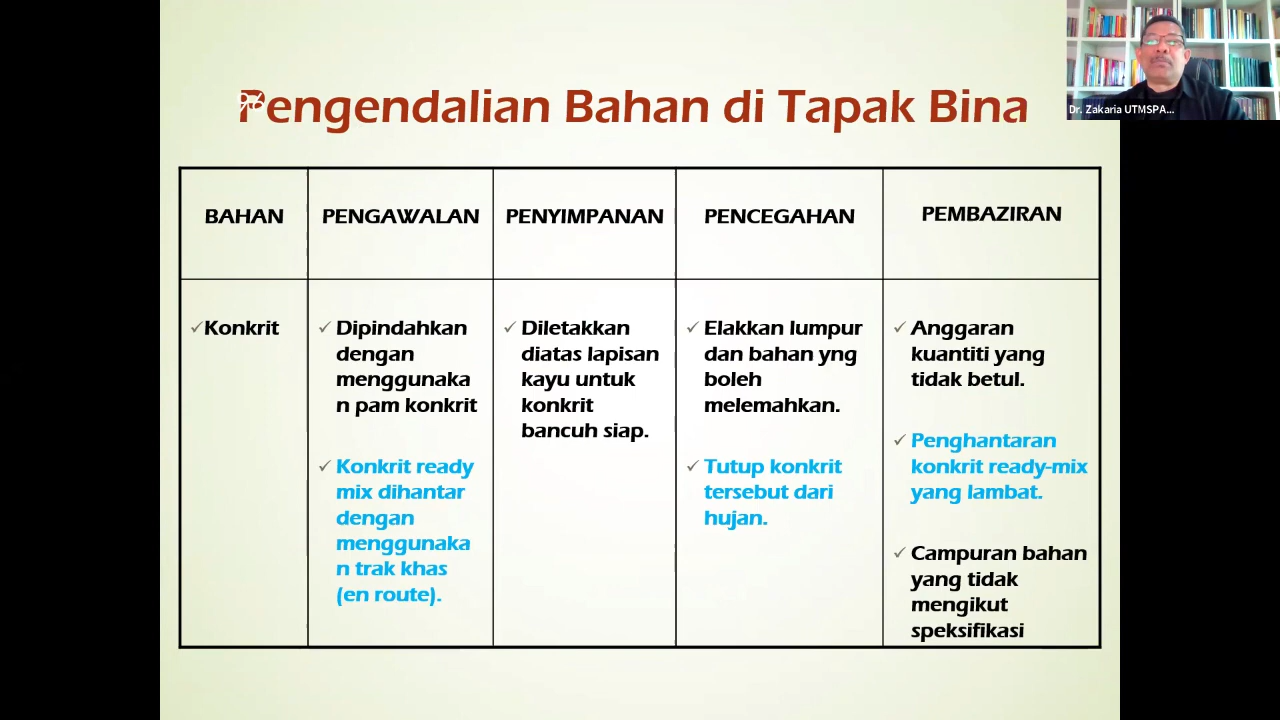 Pengendalian Bahan di Tapak Bina
96
Dr. Zakaria UTMSPA...
BAHAN
PENGAWALAN
PENYIMPANAN
PENCEGAHAN
PEMBAZIRAN
✓Konkrit
✓ Dipindahkan
dengan
menggunaka
n pam konkrit
✓ Konkrit ready
mix dihantar
dengan
menggunaka
n trak khas
(en route).
✓ Diletakkan
diatas lapisan
kayu untuk
konkrit
bancuh siap.
✓ Elakkan lumpur
dan bahan yng
boleh
melemahkan.
✓ Tutup konkrit
tersebut dari
hujan.
✓ Anggaran
kuantiti yang
tidak betul.
✓ Penghantaran
konkrit ready-mix
yang lambat.
✓ Campuran bahan
yang tidak
mengikut
speksifikasi